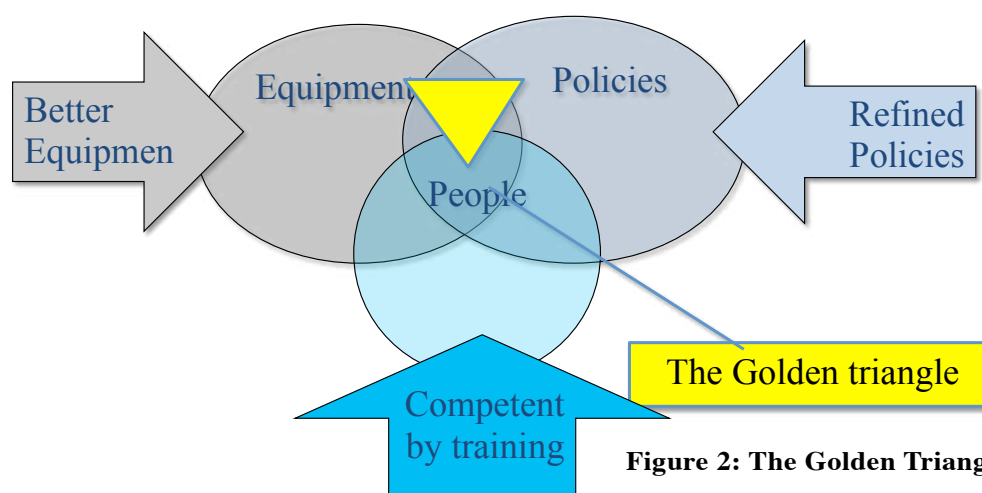 Equipment
Policies
Better
Equipmen
Refined
Policies
People
The Golden triangle
Competent
by training
Figure 2: The Golden Triang